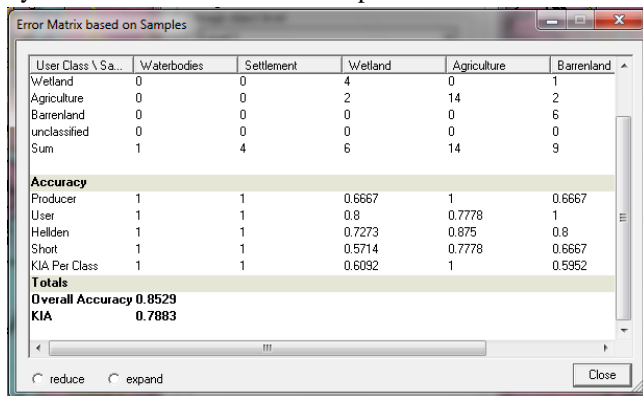 Error Matrix based on Samples
User Class \ Sa... Waterbodies Settlement Wetland Agriculture Barrenland
Wetland 0 0 4 0 1
Agriculture 0 0 2 14 2
Barrenland 0 0 0 0 6
unclassified 0 0 0 0 0
Sum 1 4 6 14 9
Accuracy
Producer 1 1 0.6667 1 0.6667
User 1 1 0.8 0.7778 1
Hellden 1 1 0.7273 0.875 0.8
Short 1 1 0.5714 0.7778 0.6667
KIA Per Class 1 1 0.6092 1 0.5952
Totals
Overall Accuracy 0.8529
KIA 0.7883
reduce expand Close